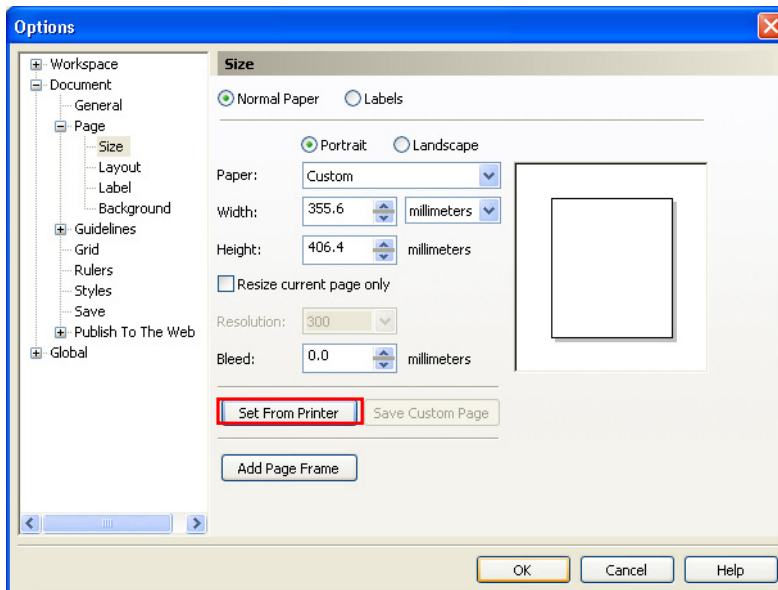 Options
Workspace
Document
General
Page
Size
Layout
Label
Background
Guidelines
Grid
Rulers
Styles
Save
Publish To The Web
Global
Size
Normal Paper Labels
Portrait Landscape
Paper: Custom
Width: 355.6 millimeters
Height: 406.4 millimeters
Resize current page only
Resolution: 300
Bleed: 0.0 millimeters
Set From Printer Save Custom Page
Add Page Frame
OK Cancel Help